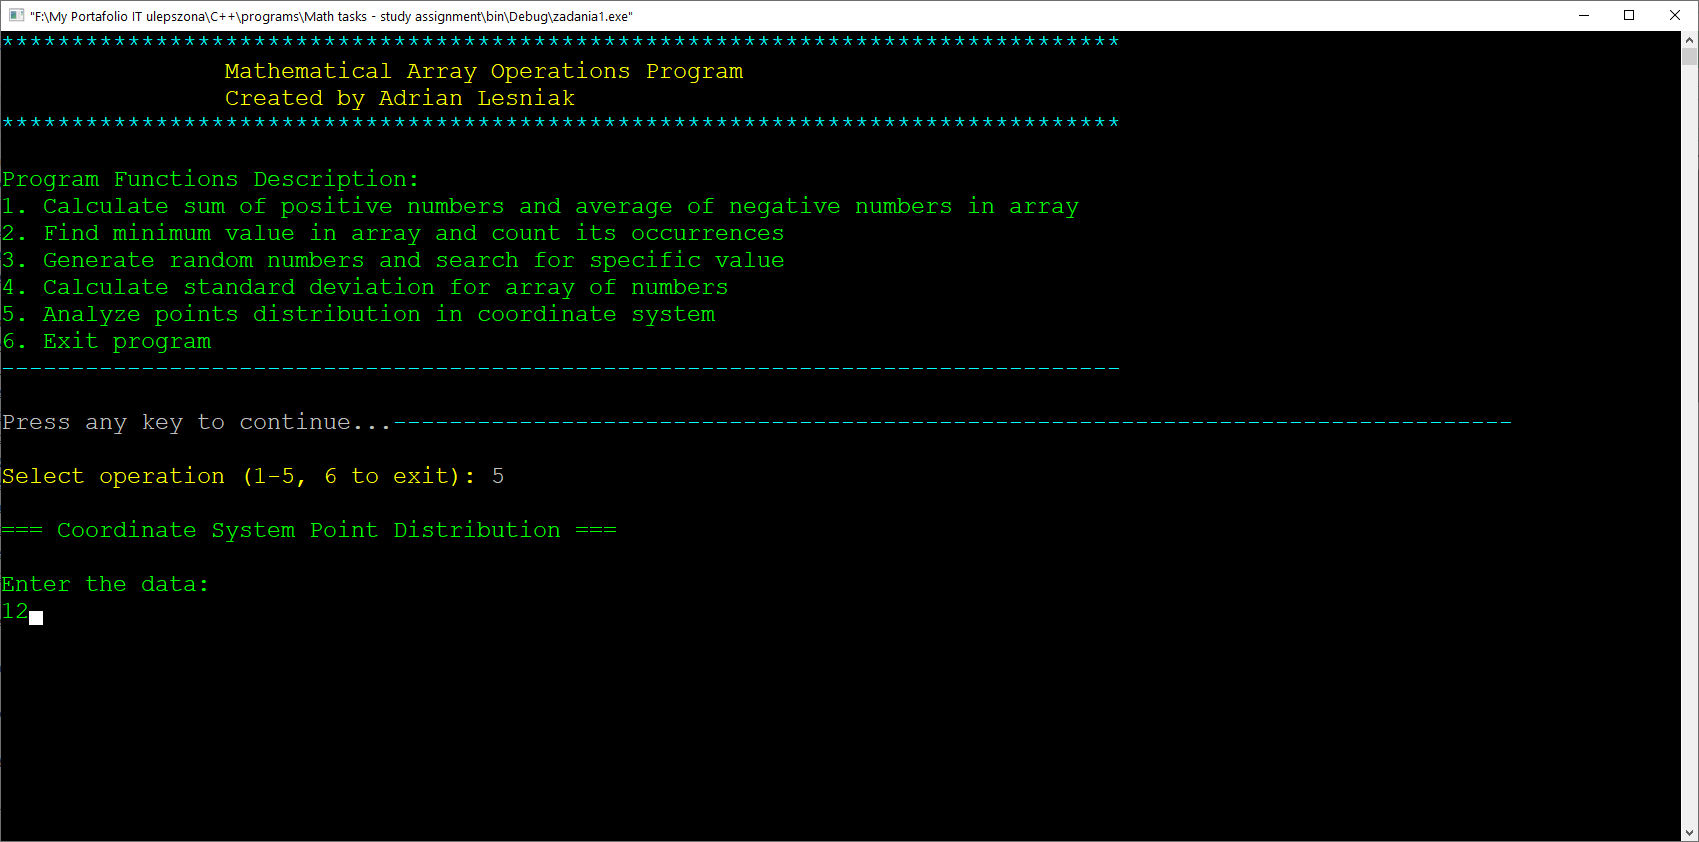 "F:\My Portafolio IT ulepszona\C++\programs\Math tasks - study assignment\bin\Debug\zadania1.exe"
********************************************************************************
Mathematical Array Operations Program
Created by Adrian Lesniak
********************************************************************************
Program Functions Description:
1. Calculate sum of positive numbers and average of negative numbers in array
2. Find minimum value in array and count its occurrences
3. Generate random numbers and search for specific value
4. Calculate standard deviation for array of numbers
5. Analyze points distribution in coordinate system
6. Exit program
--------------------------------------------------------------------------------
Press any key to continue...--------------------------------------------------------------------------------
Select operation (1-5, 6 to exit): 5
=== Coordinate System Point Distribution ===
Enter the data:
12